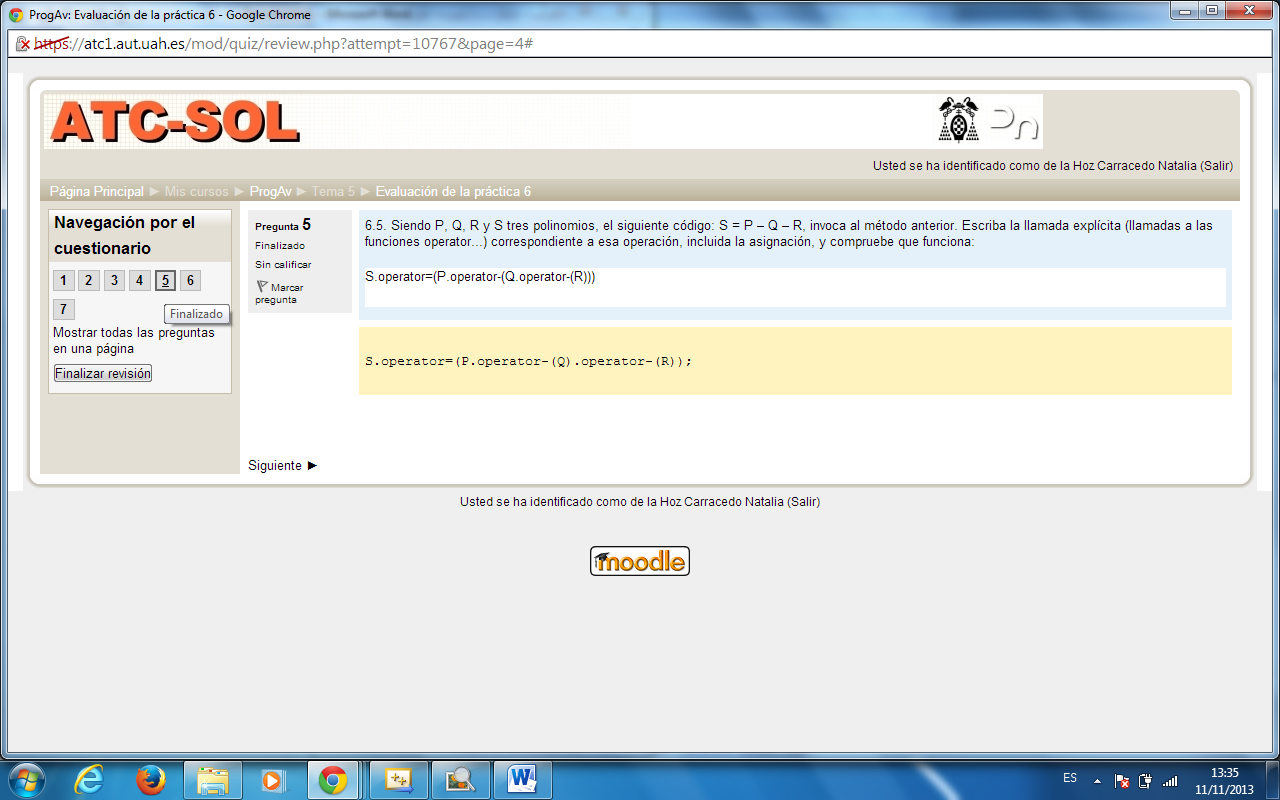 ProgAv: Evaluación de la práctica 6 - Google Chrome
https://atc1.aut.uah.es/mod/quiz/review.php?attempt=10767&page=4#
ATC-SOL
Usted se ha identificado como de la Hoz Carracedo Natalia (Salir)
Página Principal ► Mis cursos ► ProgAv ► Tema 5 ► Evaluación de la práctica 6
Navegación por el
cuestionario
1 2 3 4 5 6
7
Finalizado
Mostrar todas las preguntas
en una página
Finalizar revisión
Pregunta 5
Finalizado
Sin calificar
Marcar
pregunta
6.5. Siendo P, Q, R y S tres polinomios, el siguiente código: S = P – Q – R, invoca al método anterior. Escriba la llamada explícita (llamadas a las
funciones operator...) correspondiente a esa operación, incluida la asignación, y compruebe que funciona:
S.operator=(P.operator-(Q.operator-(R)))
S.operator=(P.operator-(Q).operator-(R));
Siguiente ►
Usted se ha identificado como de la Hoz Carracedo Natalia (Salir)
moodle
ES
13:35
11/11/2013